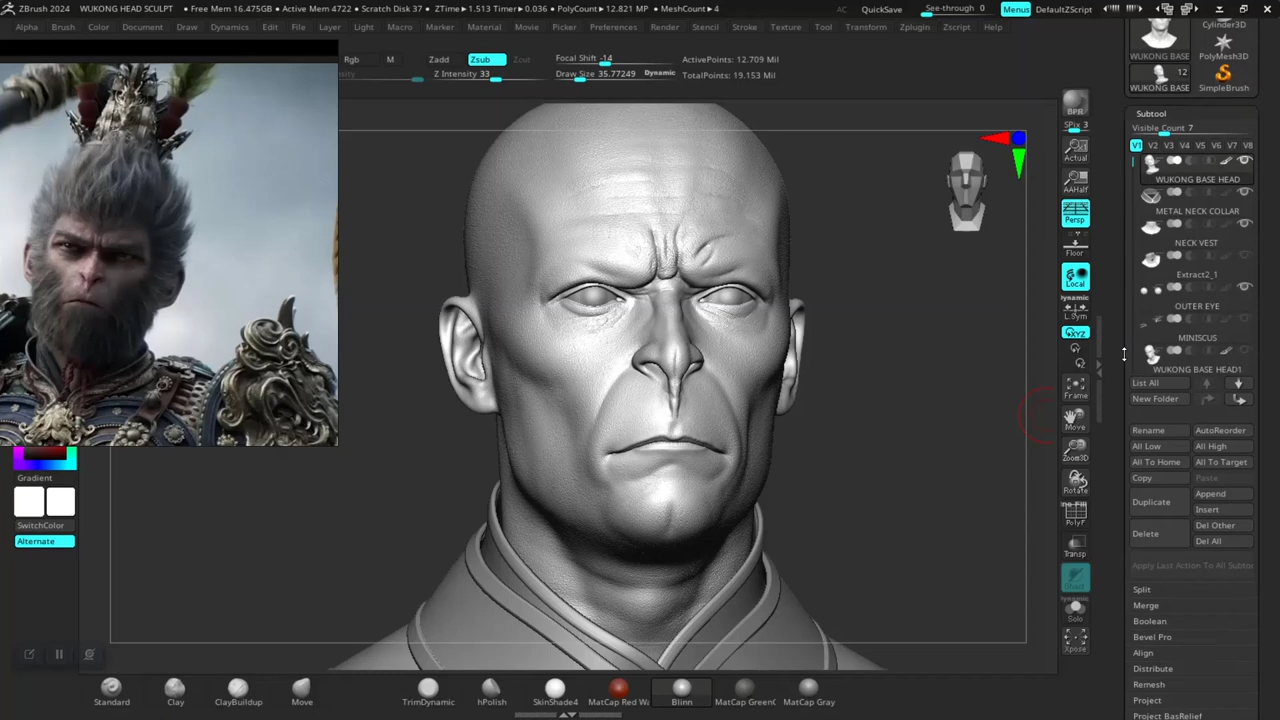 ZBrush 2024 WUKONG HEAD SCULPT • Free Mem 16.475GB • Active Mem 4722 • Scratch Disk 37 • ZTime▸1.513 Timer▸0.036 • PolyCount▸12.821 MP • MeshCount▸4 AC QuickSave See-through 0 Menus DefaultZScript
Alpha Brush Color Document Draw Dynamics Edit File Layer Light Macro Marker Material Movie Picker Preferences Render Stencil Stroke Texture Tool Transform Zplugin Zscript Help
Rgb M Zadd Zsub Zcut Focal Shift -14 ActivePoints: 12.709 Mil
Z Intensity 33 Draw Size 35.77249 Dynamic TotalPoints: 19.153 Mil
Cylinder3D
WUKONG BASE PolyMesh3D
12
WUKONG BASE SimpleBrush
BPR
SPix 3
Actual
AAHalf
Persp
Floor
Local
Dynamic
L.Sym
XYZ
Frame
Move
Zoom3D
Rotate
PolyF
Transp
Ghost
Dynamic
Solo
Xpose
Subtool
Visible Count 7
V1 V2 V3 V4 V5 V6 V7 V8
WUKONG BASE HEAD
METAL NECK COLLAR
NECK VEST
Extract2_1
OUTER EYE
MINISCUS
WUKONG BASE HEAD1
List All
New Folder
Rename AutoReorder
All Low All High
All To Home All To Target
Copy Paste
Duplicate Append
Insert
Delete Del Other
Del All
Apply Last Action To All Subtoo
Split
Merge
Boolean
Bevel Pro
Align
Distribute
Remesh
Project
Project BasRelief
Gradient
SwitchColor
Alternate
Standard Clay ClayBuildup Move TrimDynamic hPolish SkinShade4 MatCap Red Wa Blinn MatCap GreenC MatCap Gray